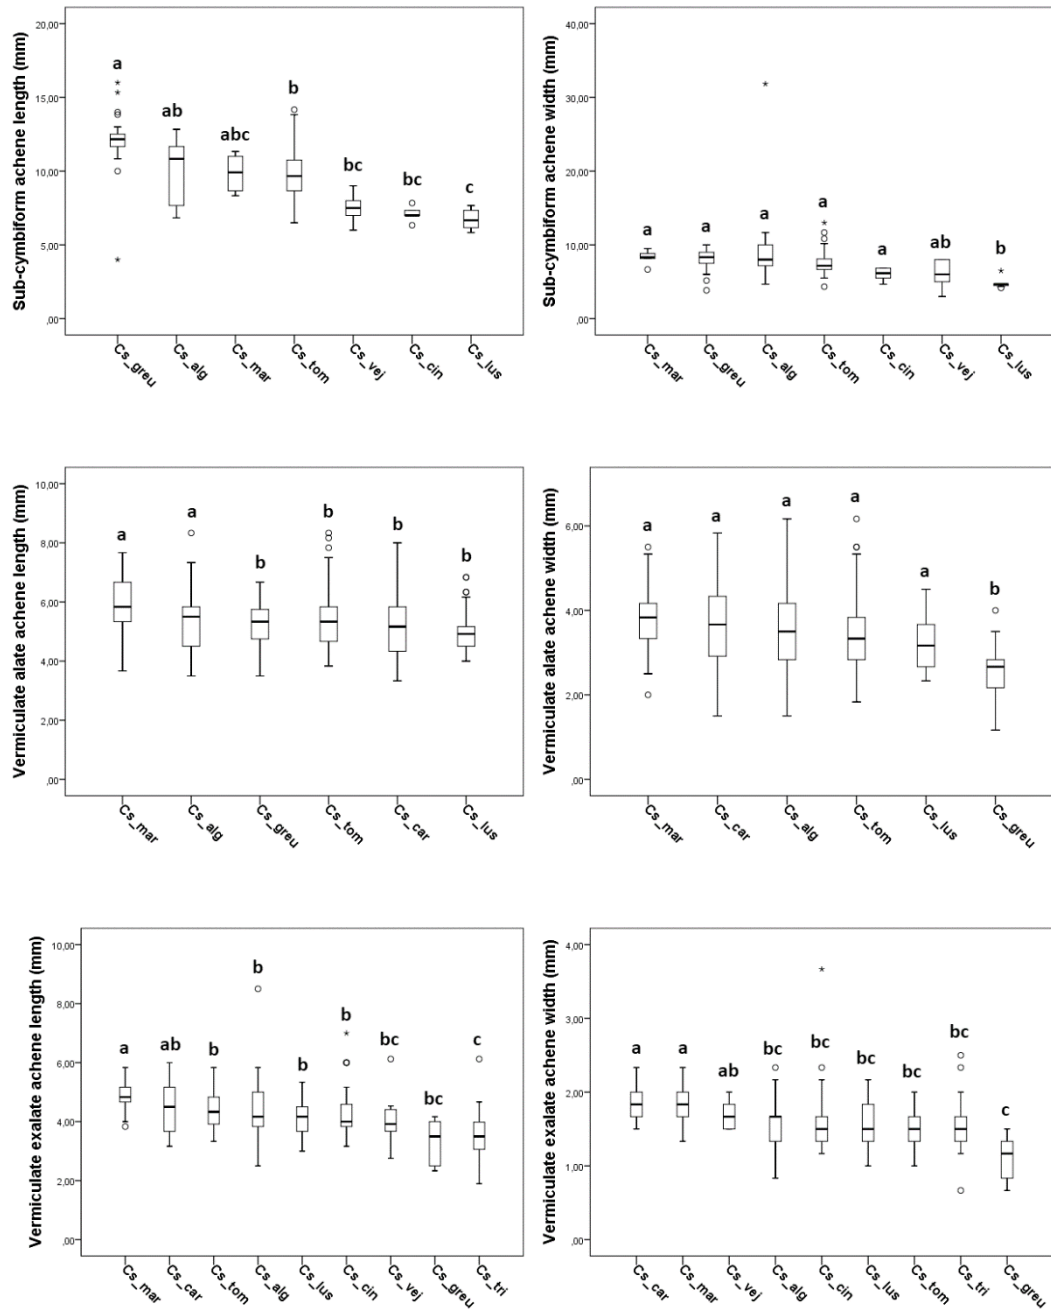 Sub-cymbiform achene length (mm)
20,00
15,00
10,00
5,00
,00
a
ab
abc
b
bc
bc
c
Cs_greu
Cs_alg
Cs_mar
Cs_tom
Cs_vej
Cs_cin
Cs_lus
Sub-cymbiform achene width (mm)
40,00
30,00
20,00
10,00
,00
a
a
a
a
a
ab
b
Cs_mar
Cs_greu
Cs_alg
Cs_tom
Cs_cin
Cs_vej
Cs_lus
Vermiculate alate achene length (mm)
10,00
8,00
6,00
4,00
2,00
,00
a
a
b
b
b
b
Cs_mar
Cs_alg
Cs_greu
Cs_tom
Cs_car
Cs_lus
Vermiculate alate achene width (mm)
6,00
4,00
2,00
,00
a
a
a
a
a
b
Cs_mar
Cs_car
Cs_alg
Cs_tom
Cs_lus
Cs_greu
Vermiculate exalate achene length (mm)
10,00
8,00
6,00
4,00
2,00
,00
a
ab
b
b
b
b
bc
bc
c
Cs_mar
Cs_car
Cs_tom
Cs_alg
Cs_lus
Cs_cin
Cs_vej
Cs_greu
Cs_tri
Vermiculate exalate achene width (mm)
4,00
3,00
2,00
1,00
,00
a
a
ab
bc
bc
bc
bc
bc
c
Cs_car
Cs_mar
Cs_vej
Cs_alg
Cs_cin
Cs_lus
Cs_tom
Cs_tri
Cs_greu